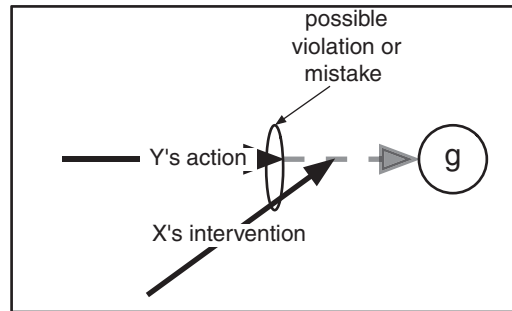 possible
violation or
mistake
Y's action
g
X's intervention